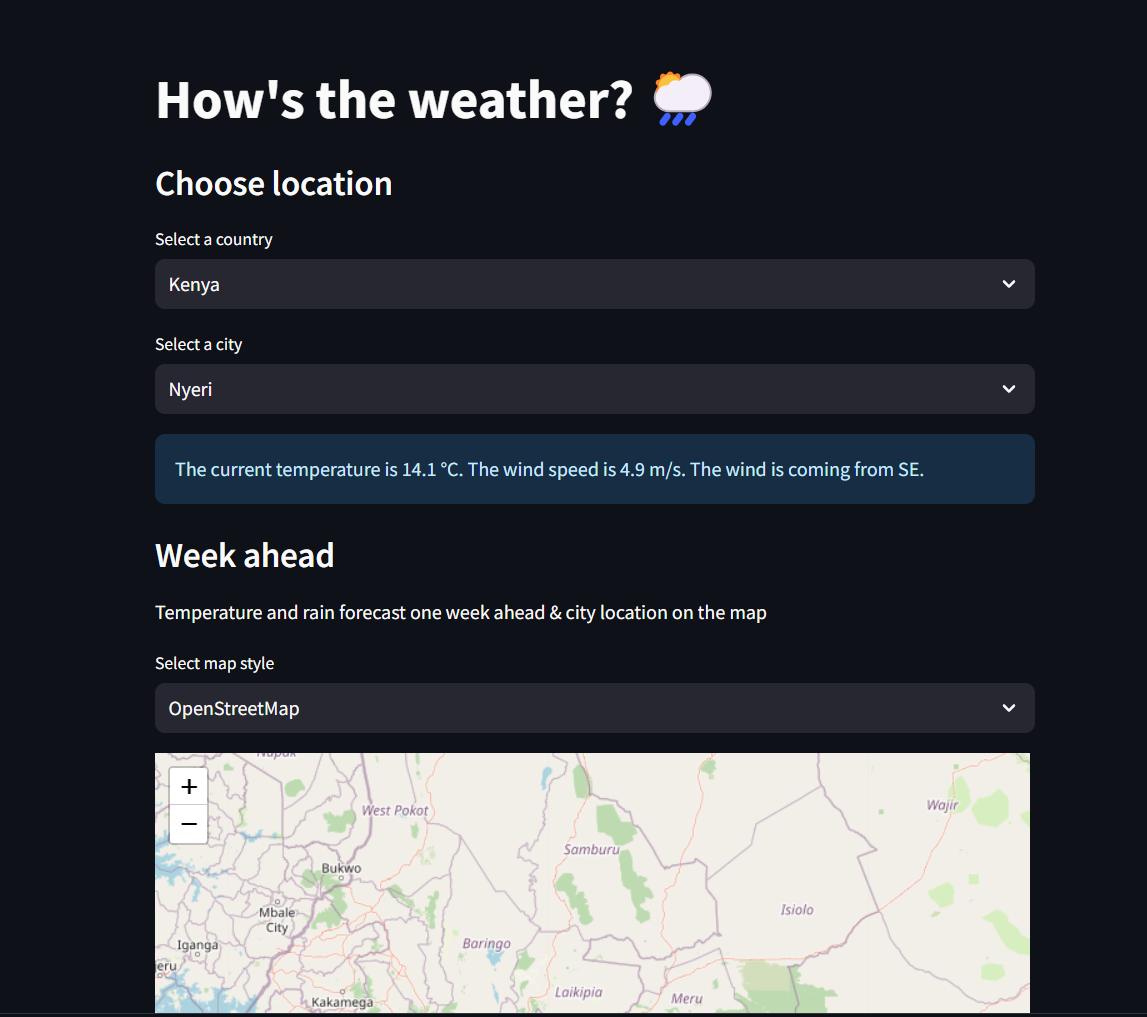 How's the weather?
Choose location
Select a country
Kenya
Select a city
Nyeri
The current temperature is 14.1 °C. The wind speed is 4.9 m/s. The wind is coming from SE.
Week ahead
Temperature and rain forecast one week ahead & city location on the map
Select map style
OpenStreetMap
+
−
Napak
West Pokot
Wajir
Samburu
Bukwo
Isiolo
Mbale
City
Iganga
Baringo
eru
Laikipia
Meru
Kakamega